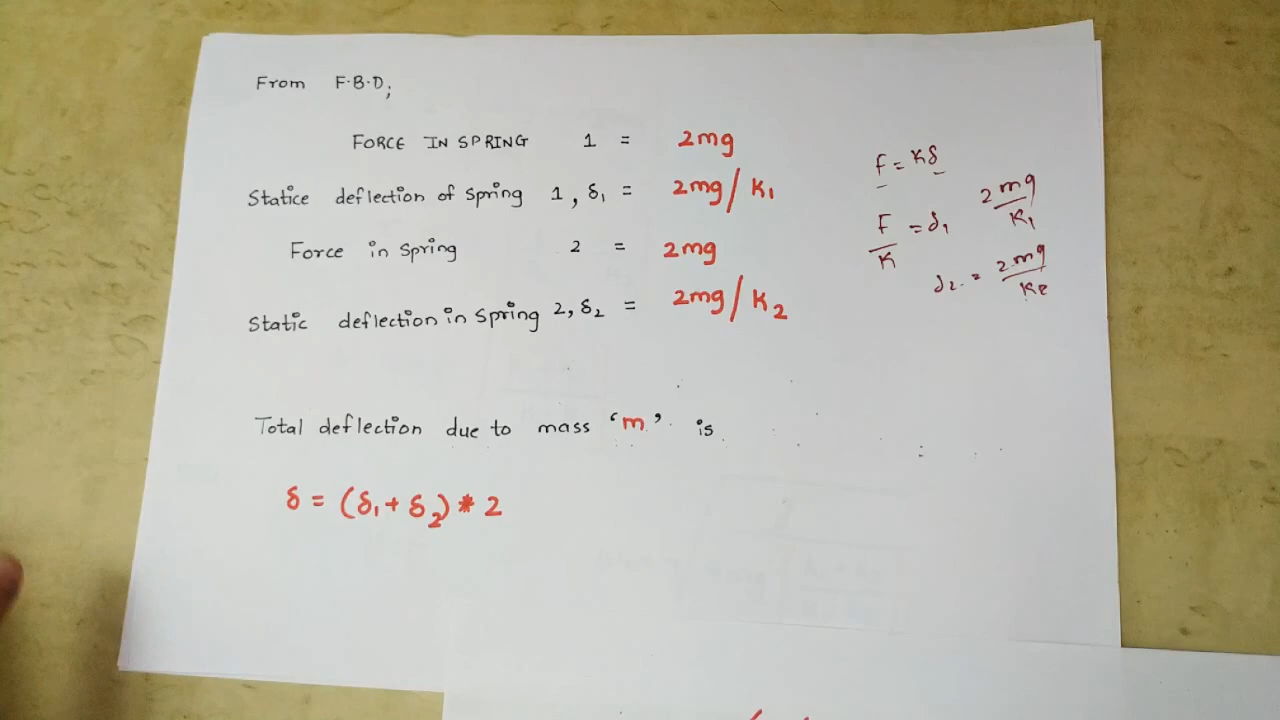 From F.B.D;
FORCE IN SPRING 1 = 2mg
Statice deflection of spring 1, δ₁ = 2mg/K₁
Force in Spring 2 = 2mg
Static deflection in Spring 2, δ₂ = 2mg/K₂
Total deflection due to mass ‘m’ is
δ = (δ₁+ δ₂) * 2
F = Kδ
F/K = δ₁ 2mg/K₁
δ₂ = 2mg/K₂